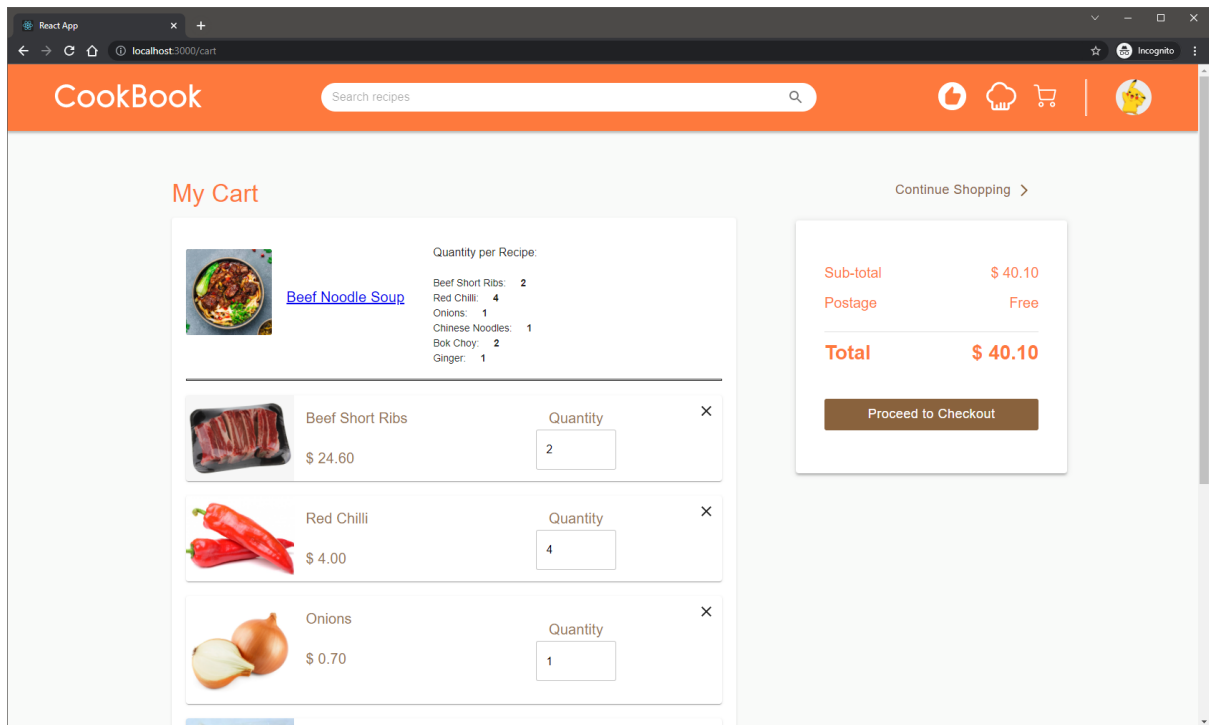 React App
localhost:3000/cart
Incognito
CookBook
Search recipes
My Cart
Continue Shopping
Beef Noodle Soup
Quantity per Recipe:
Beef Short Ribs: 2
Red Chilli: 4
Onions: 1
Chinese Noodles: 1
Bok Choy: 2
Ginger: 1
Sub-total $ 40.10
Postage Free
Total $ 40.10
Proceed to Checkout
Beef Short Ribs
Quantity
$ 24.60
2
Red Chilli
Quantity
$ 4.00
4
Onions
Quantity
$ 0.70
1